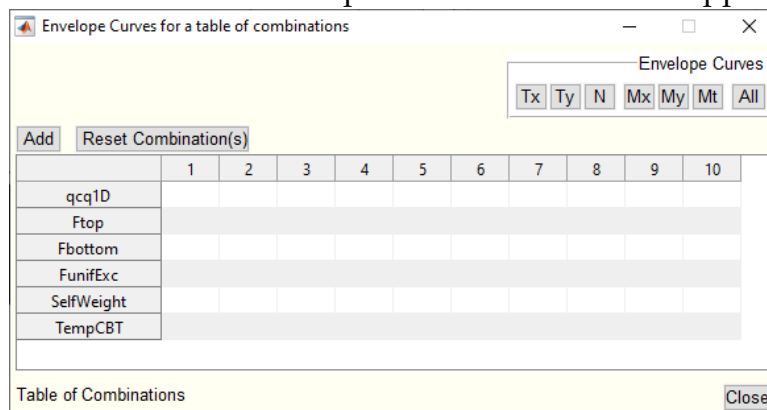 Envelope Curves for a table of combinations
Envelope Curves
Tx Ty N Mx My Mt All
Add Reset Combination(s)
1 2 3 4 5 6 7 8 9 10
qcq1D
Ftop
Fbottom
FunifExc
SelfWeight
TempCBT
Table of Combinations Close